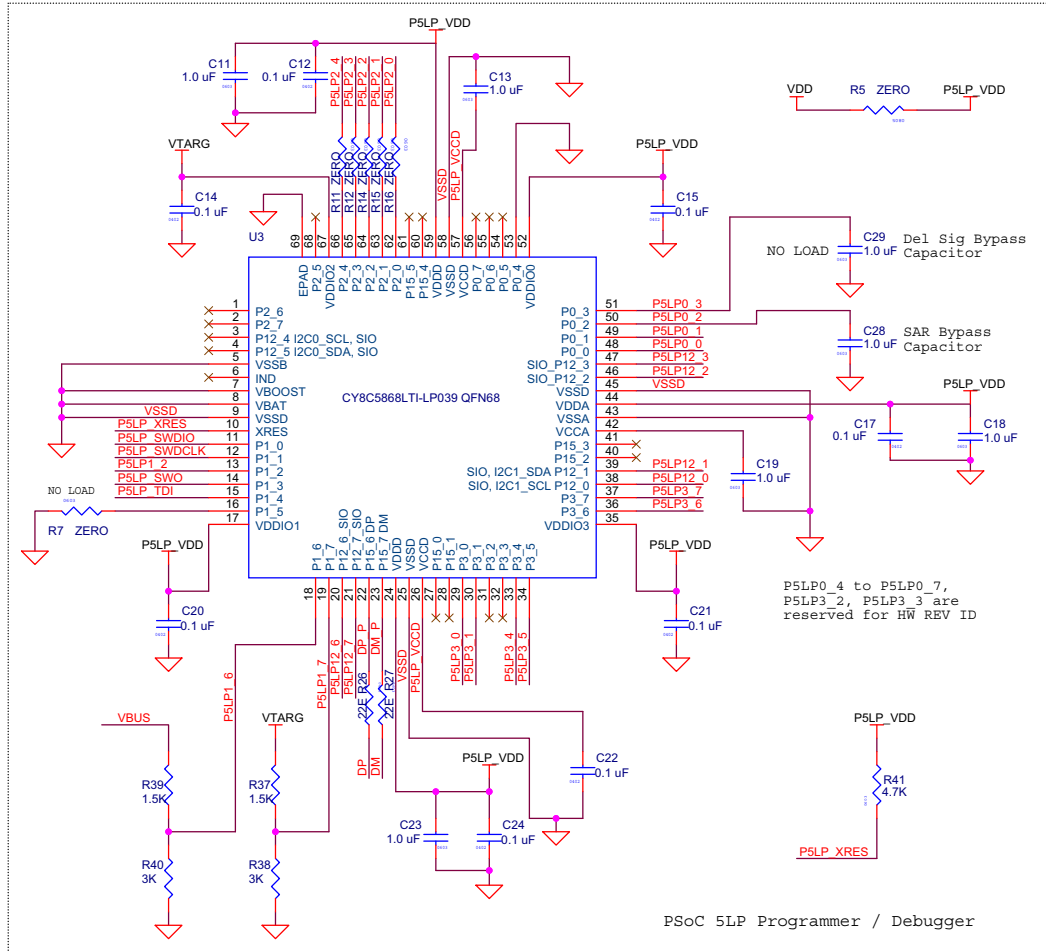 P5LP_VDD
C11
1.0 uF
C12
0.1 uF
P5LP2_4
P5LP2_3
P5LP2_2
P5LP2_1
P5LP2_0
C13
1.0 uF
VDD
R5 ZERO
P5LP_VDD
VTARG
C14
0.1 uF
R11 ZERO
R12 ZERO
R14 ZERO
R15 ZERO
R16 ZERO
VSSD
P5LP_VCCD
P5LP_VDD
C15
0.1 uF
NO LOAD
C29
1.0 uF
Del Sig Bypass
Capacitor
C28
1.0 uF
SAR Bypass
Capacitor
U3
69 EPAD
68 P2_5
67 VDDIO2
66 P2_4
65 P2_3
64 P2_2
63 P2_1
62 P2_0
61 P15_5
60 P15_4
59 VDDD
58 VSSD
57 VCCD
56 P0_7
55 P0_6
54 P0_5
53 P0_4
52 VDDIO0
CY8C5868LTI-LP039 QFN68
1 P2_6
2 P2_7
3 P12_4 I2C0_SCL, SIO
4 P12_5 I2C0_SDA, SIO
5 VSSB
6 IND
7 VBOOST
8 VBAT
VSSD 9 VSSD
P5LP_XRES 10 XRES
P5LP_SWDIO 11 P1_0
P5LP_SWDCLK 12 P1_1
P5LP1_2 13 P1_2
P5LP_SWO 14 P1_3
P5LP_TDI 15 P1_4
16 P1_5
17 VDDIO1
NO LOAD
R7 ZERO
P0_3 51 P5LP0_3
P0_2 50 P5LP0_2
P0_1 49 P5LP0_1
P0_0 48 P5LP0_0
SIO_P12_3 47 P5LP12_3
SIO_P12_2 46 P5LP12_2
VSSD 45 VSSD
VDDA 44
VSSA 43
VCCA 42
P15_3 41
P15_2 40
SIO, I2C1_SDA P12_1 39 P5LP12_1
SIO, I2C1_SCL P12_0 38 P5LP12_0
P3_7 37 P5LP3_7
P3_6 36 P5LP3_6
VDDIO3 35
P5LP_VDD
C17
0.1 uF
C18
1.0 uF
C19
1.0 uF
P5LP_VDD
C20
0.1 uF
18 P1_6
19 P1_7
20 P12_6_SIO
21 P12_7_SIO
22 P15_6 DP
23 P15_7 DM
24 VDDD
25 VSSD
26 VCCD
27 P15_0
28 P15_1
29 P3_0
30 P3_1
31 P3_2
32 P3_3
33 P3_4
34 P3_5
P5LP_VDD
C21
0.1 uF
P5LP0_4 to P5LP0_7,
P5LP3_2, P5LP3_3 are
reserved for HW REV ID
P5LP1_6
P5LP1_7
P5LP12_6
P5LP12_7
DP_P
DM_P
VSSD
P5LP_VCCD
P5LP3_0
P5LP3_1
P5LP3_4
P5LP3_5
22E R26
22E R27
DP
DM
VBUS
R39
1.5K
R40
3K
VTARG
R37
1.5K
R38
3K
P5LP_VDD
C23
1.0 uF
C24
0.1 uF
C22
0.1 uF
P5LP_VDD
R41
4.7K
P5LP_XRES
PSoC 5LP Programmer / Debugger